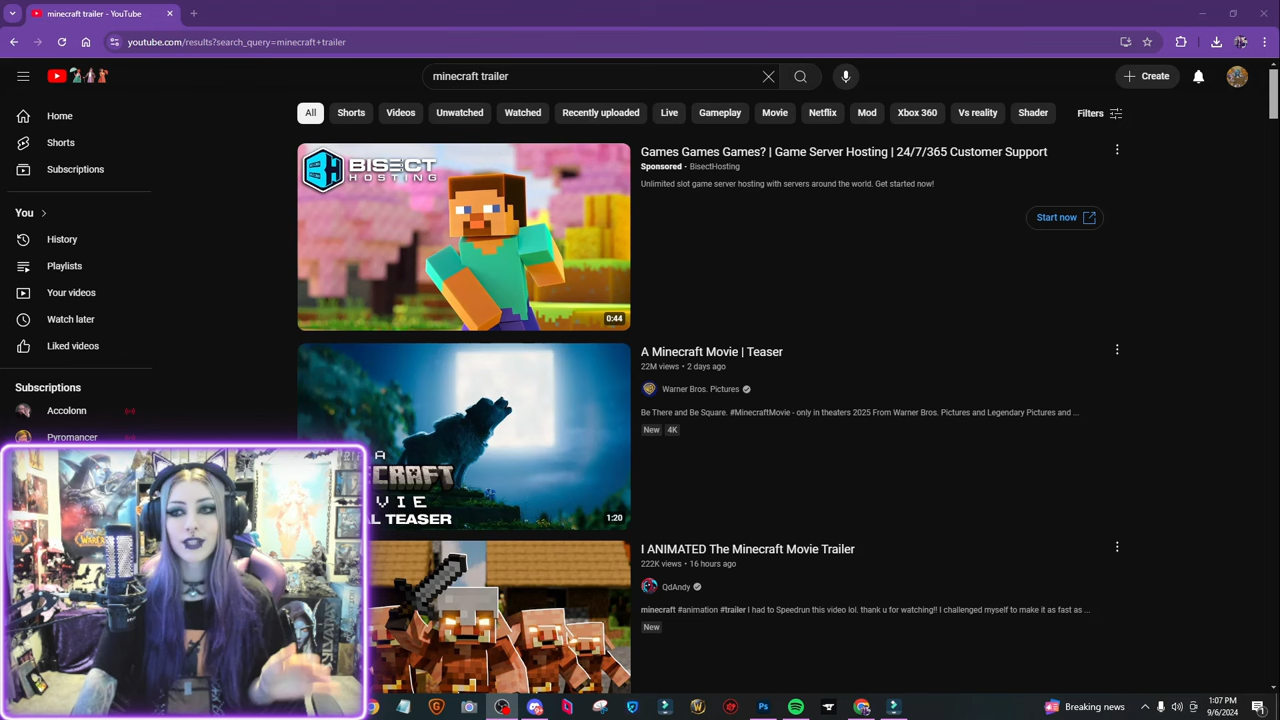 minecraft trailer - YouTube
youtube.com/results?search_query=minecraft+trailer
minecraft trailer
Create
All
Shorts
Videos
Unwatched
Watched
Recently uploaded
Live
Gameplay
Movie
Netflix
Mod
Xbox 360
Vs reality
Shader
Filters
Home
Shorts
Subscriptions
You
History
Playlists
Your videos
Watch later
Liked videos
Subscriptions
Accolonn
Pyromancer
BISECT
HOSTING
0:44
Games Games Games? | Game Server Hosting | 24/7/365 Customer Support
Sponsored • BisectHosting
Unlimited slot game server hosting with servers around the world. Get started now!
Start now
A
CRAFT
VIE
AL TEASER
1:20
A Minecraft Movie | Teaser
22M views • 2 days ago
Warner Bros. Pictures
Be There and Be Square. #MinecraftMovie - only in theaters 2025 From Warner Bros. Pictures and Legendary Pictures and ...
New 4K
I ANIMATED The Minecraft Movie Trailer
222K views • 16 hours ago
QdAndy
minecraft #animation #trailer I had to Speedrun this video lol. thank u for watching!! I challenged myself to make it as fast as ...
New
Breaking news
1:07 PM
9/6/2024